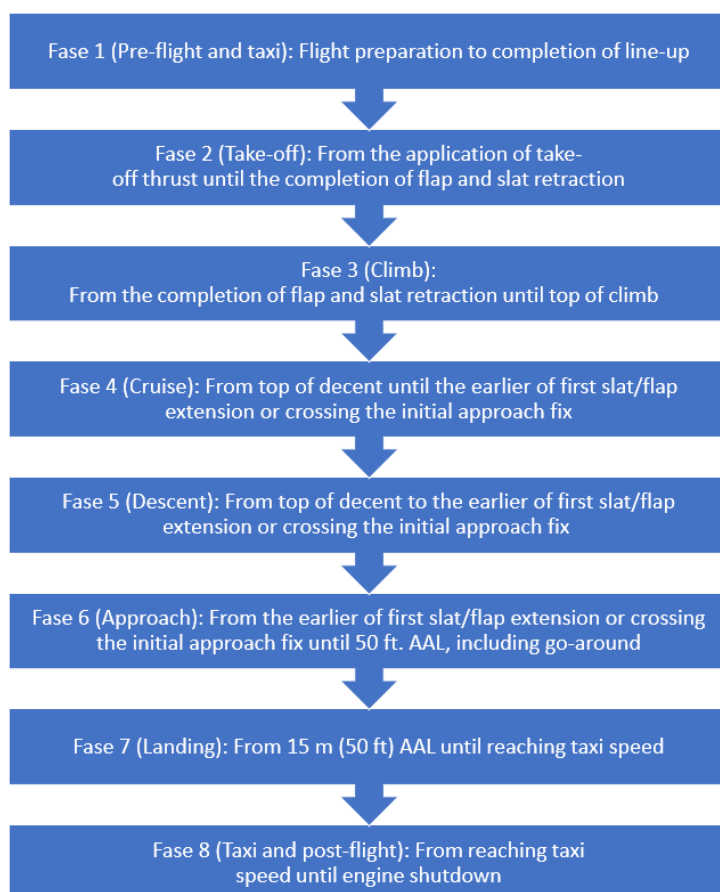 Fase 1 (Pre-flight and taxi): Flight preparation to completion of line-up
Fase 2 (Take-off): From the application of take-
off thrust until the completion of flap and slat retraction
Fase 3 (Climb):
From the completion of flap and slat retraction until top of climb
Fase 4 (Cruise): From top of decent until the earlier of first slat/flap
extension or crossing the initial approach fix
Fase 5 (Descent): From top of decent to the earlier of first slat/flap
extension or crossing the initial approach fix
Fase 6 (Approach): From the earlier of first slat/flap extension or crossing
the initial approach fix until 50 ft. AAL, including go-around
Fase 7 (Landing): From 15 m (50 ft) AAL until reaching taxi speed
Fase 8 (Taxi and post-flight): From reaching taxi
speed until engine shutdown